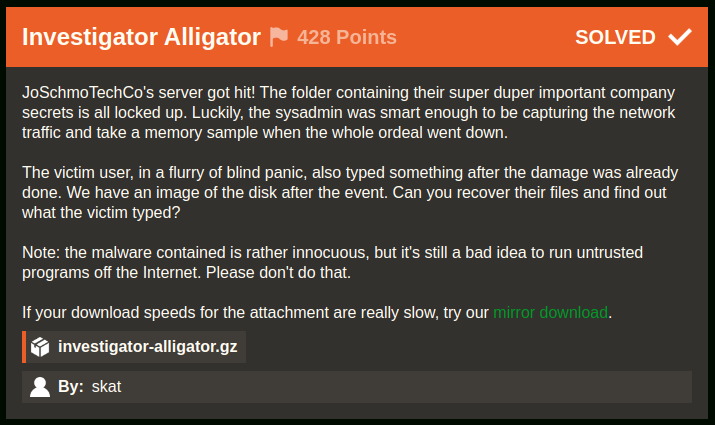 Investigator Alligator 428 Points SOLVED
JoSchmoTechCo's server got hit! The folder containing their super duper important company
secrets is all locked up. Luckily, the sysadmin was smart enough to be capturing the network
traffic and take a memory sample when the whole ordeal went down.
The victim user, in a flurry of blind panic, also typed something after the damage was already
done. We have an image of the disk after the event. Can you recover their files and find out
what the victim typed?
Note: the malware contained is rather innocuous, but it's still a bad idea to run untrusted
programs off the Internet. Please don't do that.
If your download speeds for the attachment are really slow, try our mirror download.
investigator-alligator.gz
By: skat